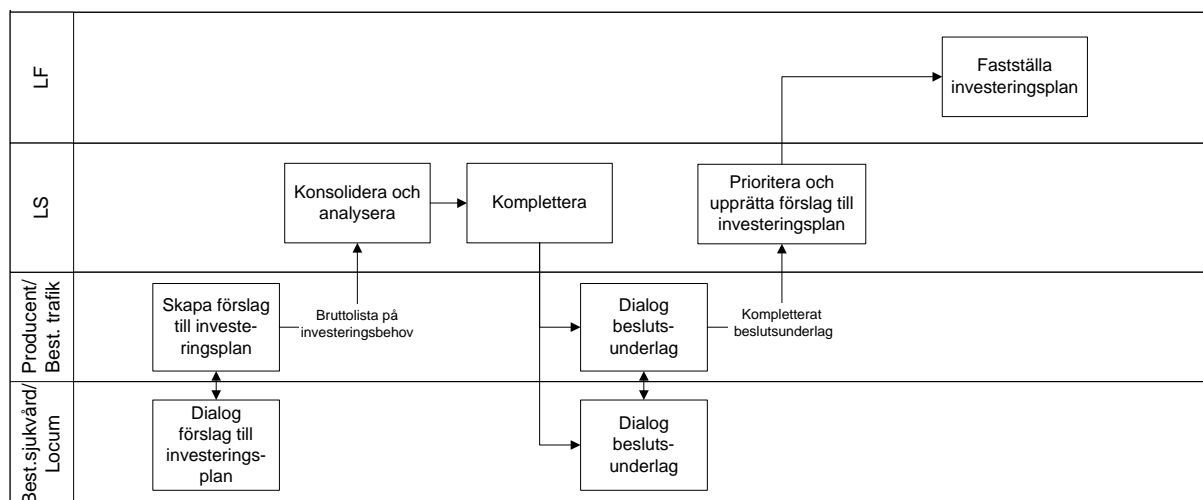 LF
Fastställa
investeringsplan
LS
Konsolidera och
analysera
Komplettera
Prioritera och
upprätta förslag till
investeringsplan
Producent/
Best. trafik
Skapa förslag
till investe-
ringsplan
Bruttolista på
investeringsbehov
Dialog
besluts-
underlag
Kompletterat
beslutsunderlag
Best.sjukvård/
Locum
Dialog
förslag till
investerings-
plan
Dialog
besluts-
underlag